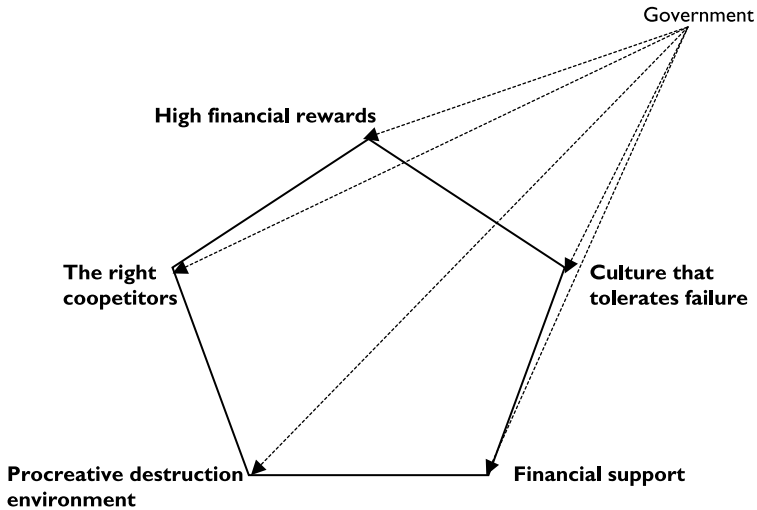 Government
High financial rewards
The right
coopetitors
Culture that
tolerates failure
Procreative destruction
environment
Financial support